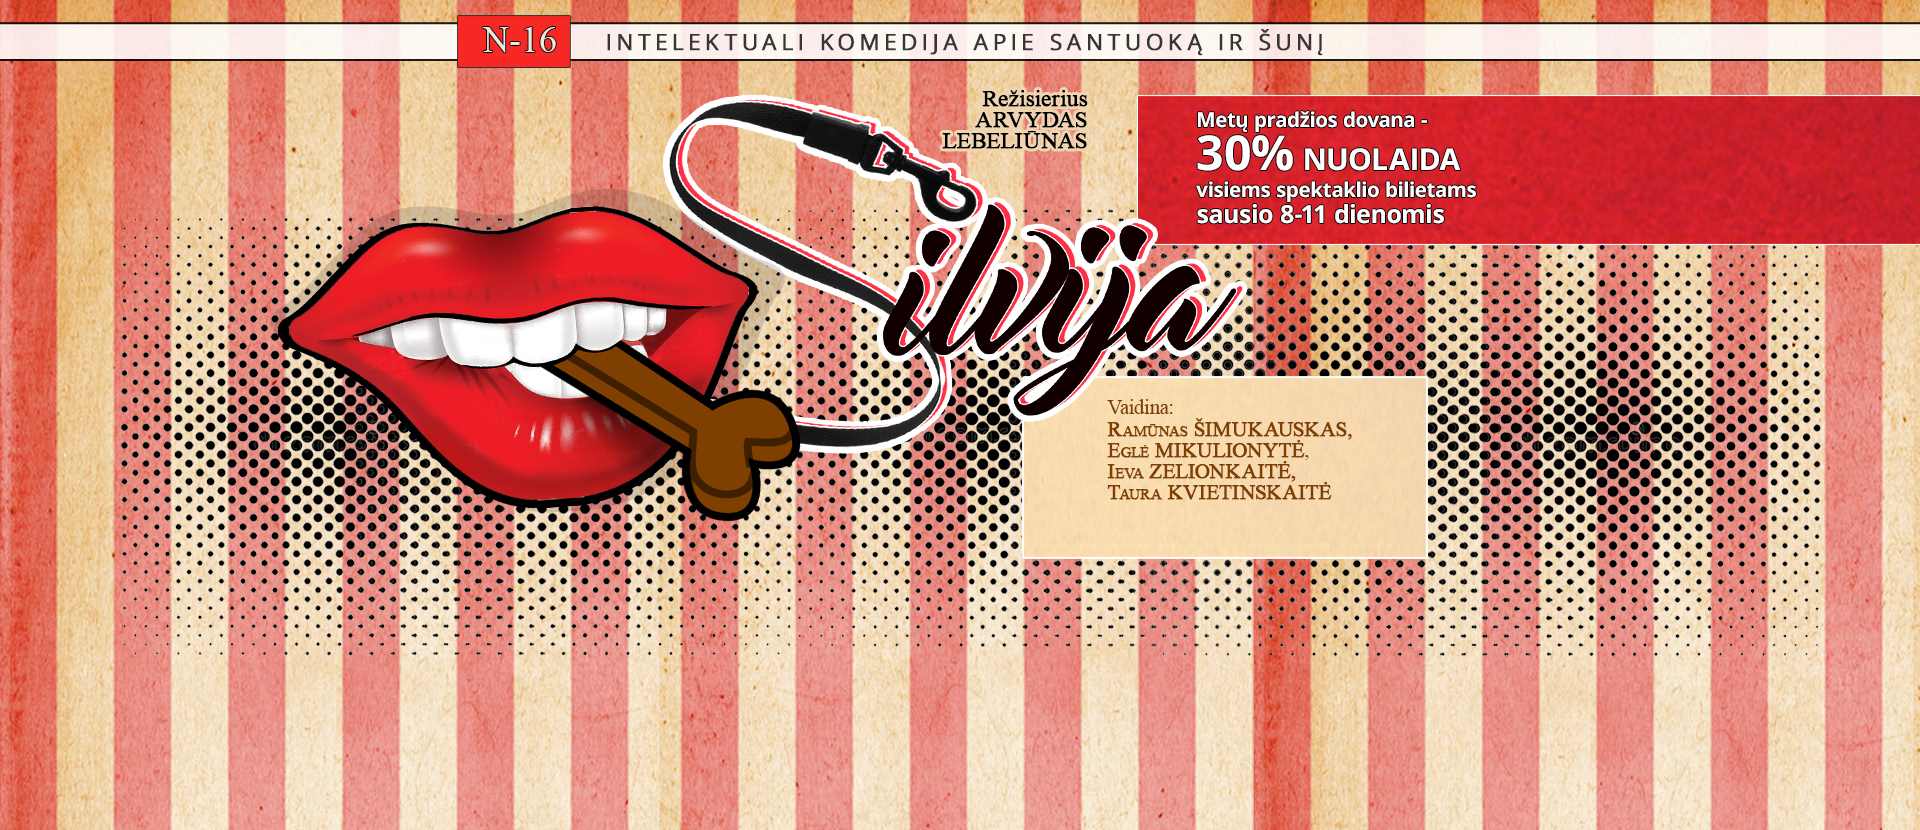 N-16 INTELEKTUALI KOMEDIJA APIE SANTUOKĄ IR ŠUNĮ
Režisierius
ARVYDAS
LEBELIŪNAS
Metų pradžios dovana -
30% NUOLAIDA
visiems spektaklio bilietams
sausio 8-11 dienomis
Silvija
Vaidina:
Ramūnas ŠIMUKAUSKAS,
Eglė MIKULIONYTĖ,
Ieva ZELIONKAITĖ,
Taura KVIETINSKAITĖ